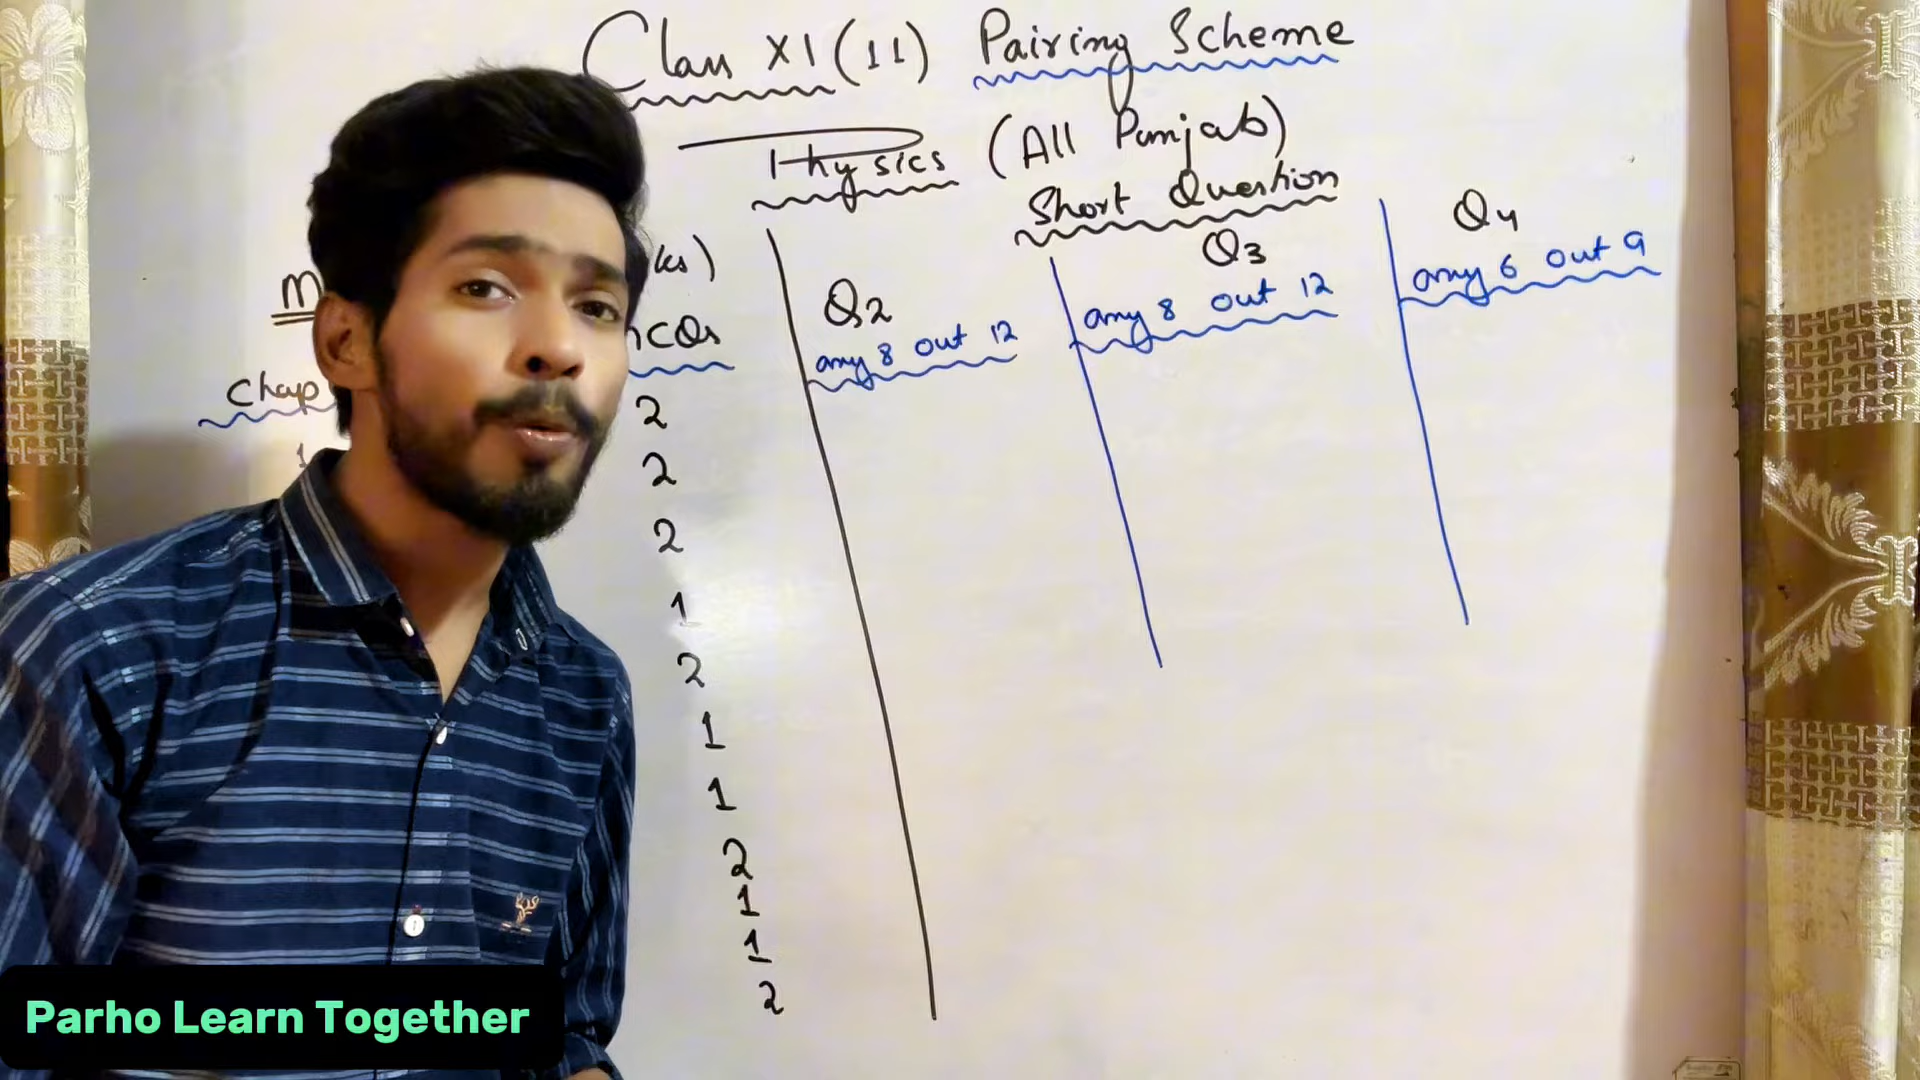 Class XI (11) Pairing Scheme
Physics (All Punjab)
Short Question
Chap
MCQs
Q2
any 8 out 12
Q3
any 8 out 12
Q4
any 6 out 9
1
2
2
2
1
2
1
1
2
1
1
2
Parho Learn Together